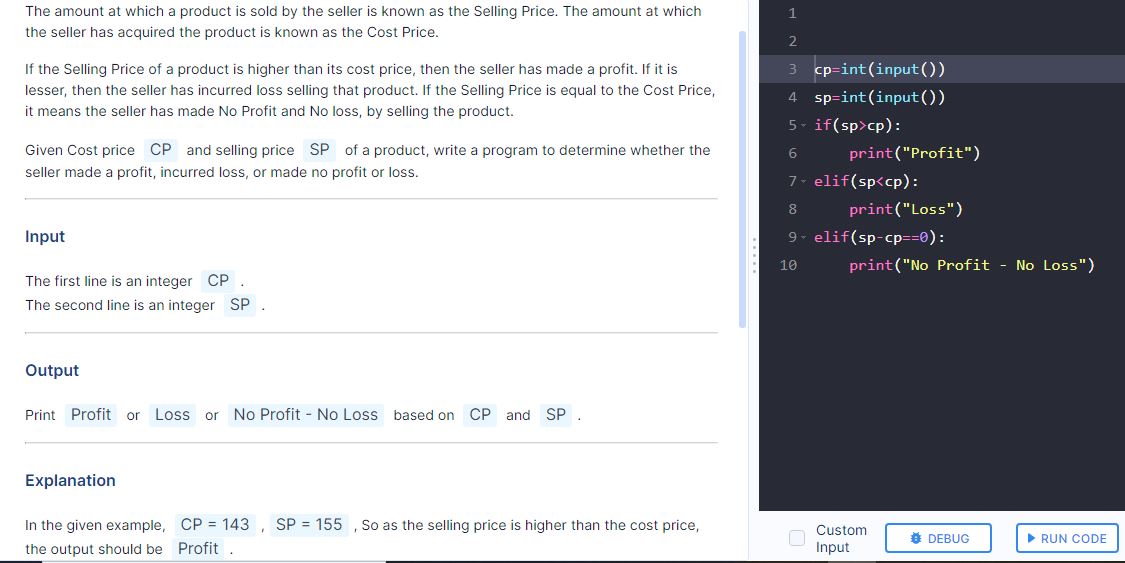 The amount at which a product is sold by the seller is known as the Selling Price. The amount at which
the seller has acquired the product is known as the Cost Price.
If the Selling Price of a product is higher than its cost price, then the seller has made a profit. If it is
lesser, then the seller has incurred loss selling that product. If the Selling Price is equal to the Cost Price,
it means the seller has made No Profit and No loss, by selling the product.
Given Cost price CP and selling price SP of a product, write a program to determine whether the
seller made a profit, incurred loss, or made no profit or loss.
Input
The first line is an integer CP .
The second line is an integer SP .
Output
Print Profit or Loss or No Profit - No Loss based on CP and SP .
Explanation
In the given example, CP = 143 , SP = 155 , So as the selling price is higher than the cost price,
the output should be Profit .
1
2
3 cp=int(input())
4 sp=int(input())
5 if(sp>cp):
6 print("Profit")
7 elif(sp<cp):
8 print("Loss")
9 elif(sp-cp==0):
10 print("No Profit - No Loss")
Custom
Input
DEBUG
RUN CODE